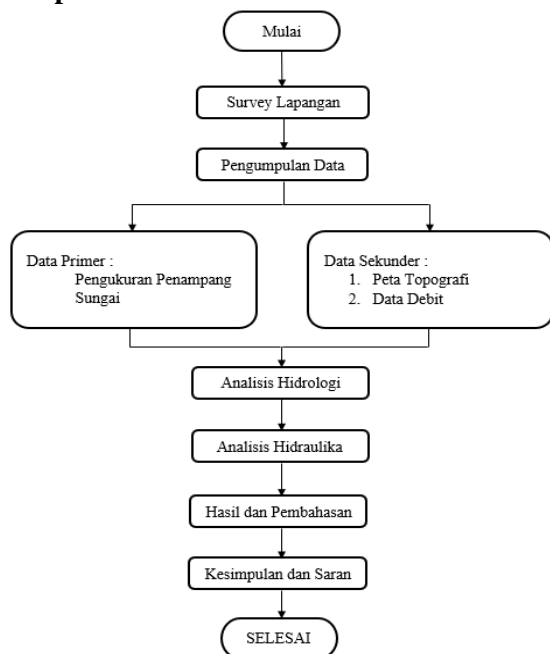 Mulai
Survey Lapangan
Pengumpulan Data
Data Primer :
Pengukuran Penampang
Sungai
Data Sekunder :
1. Peta Topografi
2. Data Debit
Analisis Hidrologi
Analisis Hidraulika
Hasil dan Pembahasan
Kesimpulan dan Saran
SELESAI